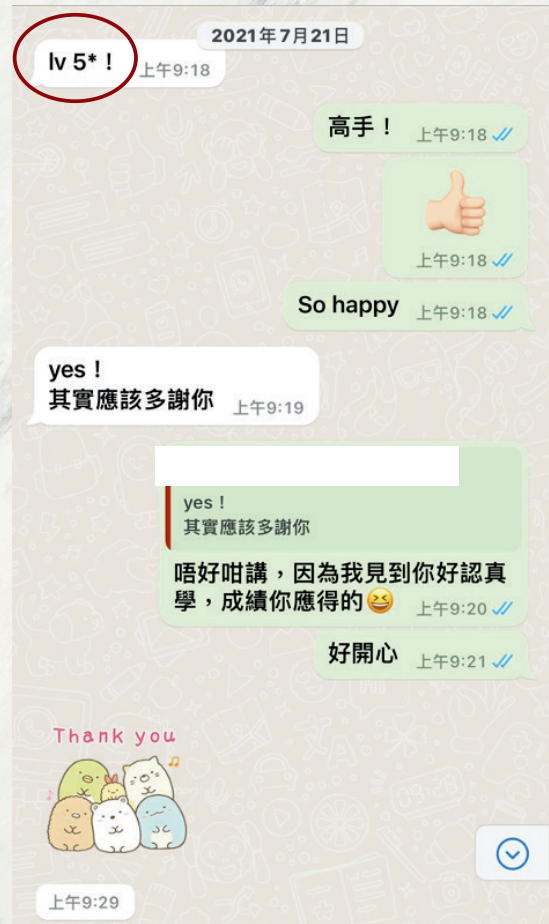 2021年7月21日
lv 5* ! 上午9:18
高手! 上午9:18
上午9:18
So happy 上午9:18
yes !
其實應該多謝你 上午9:19
yes !
其實應該多謝你
唔好咁講,因為我見到你好認真
學,成績你應得的😆 上午9:20
好開心 上午9:21
Thank you
上午9:29